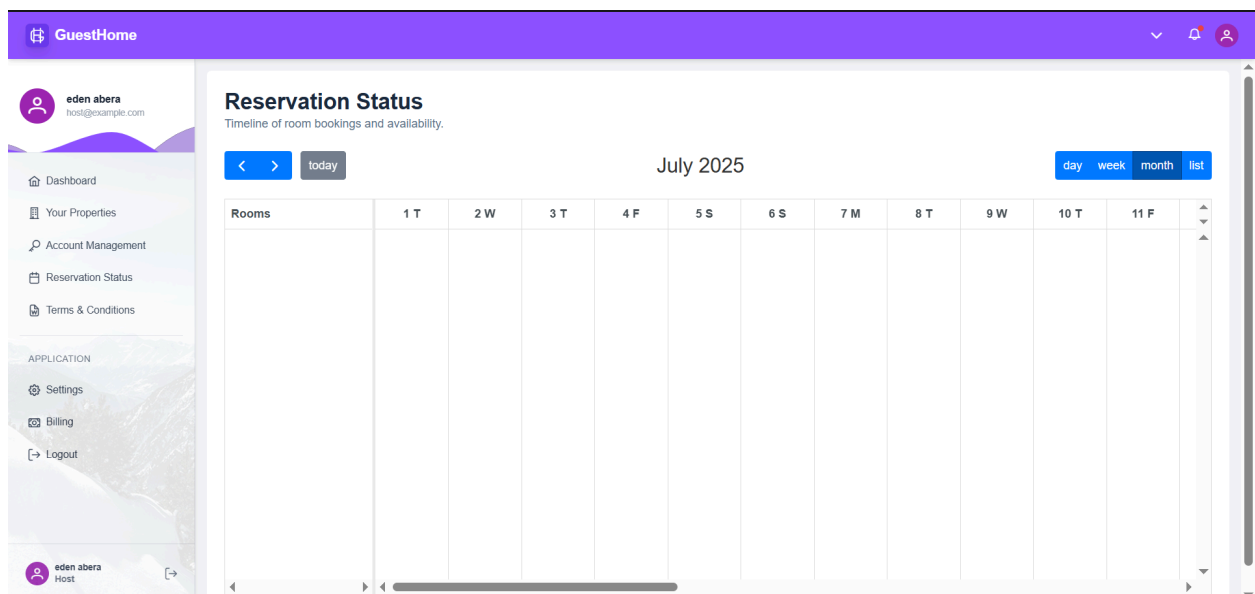 GuestHome
eden abera
host@example.com
Dashboard
Your Properties
Account Management
Reservation Status
Terms & Conditions
APPLICATION
Settings
Billing
Logout
eden abera
Host
Reservation Status
Timeline of room bookings and availability.
today
July 2025
day week month list
Rooms 1 T 2 W 3 T 4 F 5 S 6 S 7 M 8 T 9 W 10 T 11 F